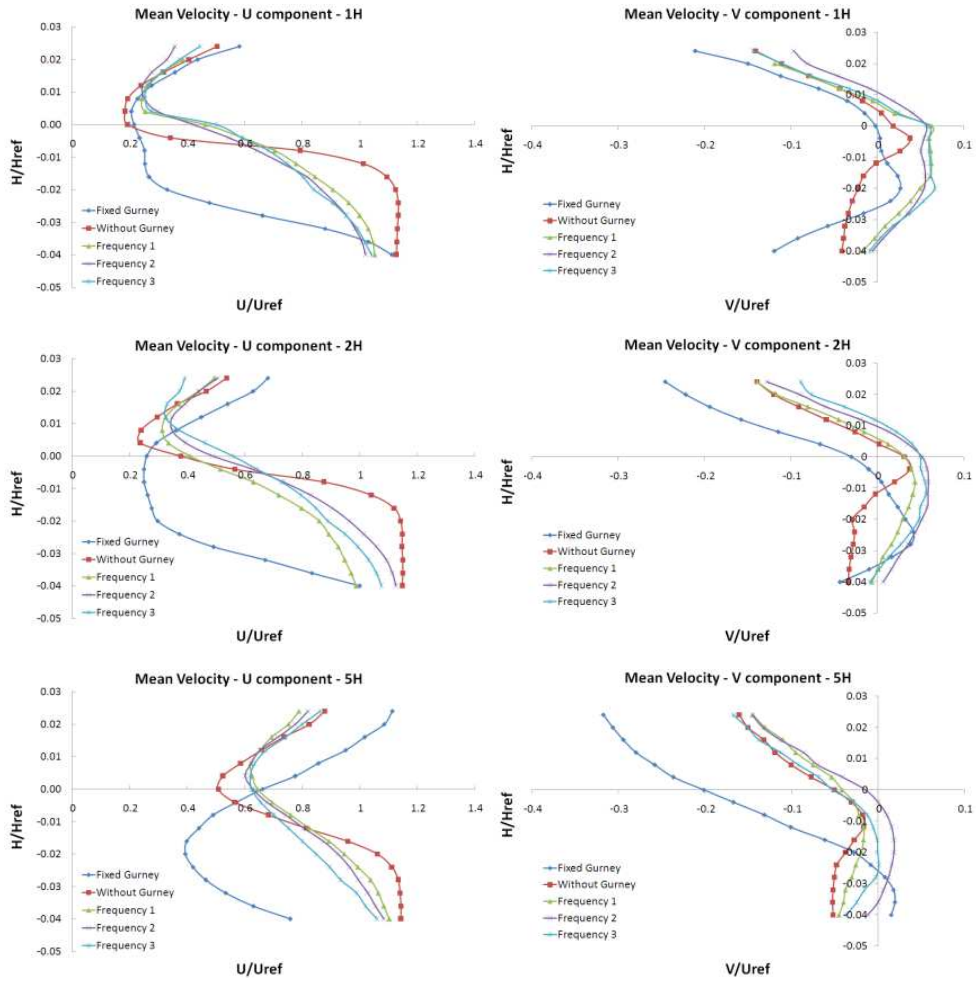 Mean Velocity - U component - 1H
0.03
0.02
0.01
0.00
-0.01
-0.02
-0.03
-0.04
-0.05
0 0.2 0.4 0.6 0.8 1 1.2 1.4
H/Href
U/Uref
Fixed Gurney
Without Gurney
Frequency 1
Frequency 2
Frequency 3
Mean Velocity - V component - 1H
0.03
0.02
0.01
0
-0.01
-0.02
-0.03
-0.04
-0.05
-0.4 -0.3 -0.2 -0.1 0 0.1
H/Href
V/Uref
Fixed Gurney
Without Gurney
Frequency 1
Frequency 2
Frequency 3
Mean Velocity - U component - 2H
0.03
0.02
0.01
0.00
-0.01
-0.02
-0.03
-0.04
-0.05
0 0.2 0.4 0.6 0.8 1 1.2 1.4
H/Href
U/Uref
Fixed Gurney
Without Gurney
Frequency 1
Frequency 2
Frequency 3
Mean Velocity - V component - 2H
0.03
0.02
0.01
0.00
-0.01
-0.02
-0.03
-0.04
-0.05
-0.4 -0.3 -0.2 -0.1 0 0.1
H/Href
V/Uref
Fixed Gurney
Without Gurney
Frequency 1
Frequency 2
Frequency 3
Mean Velocity - U component - 5H
0.03
0.02
0.01
0.00
-0.01
-0.02
-0.03
-0.04
-0.05
0 0.2 0.4 0.6 0.8 1 1.2 1.4
H/Href
U/Uref
Fixed Gurney
Without Gurney
Frequency 1
Frequency 2
Frequency 3
Mean Velocity - V component - 5H
0.03
0.02
0.01
0.00
-0.01
-0.02
-0.03
-0.04
-0.05
-0.4 -0.3 -0.2 -0.1 0 0.1
H/Href
V/Uref
Fixed Gurney
Without Gurney
Frequency 1
Frequency 2
Frequency 3